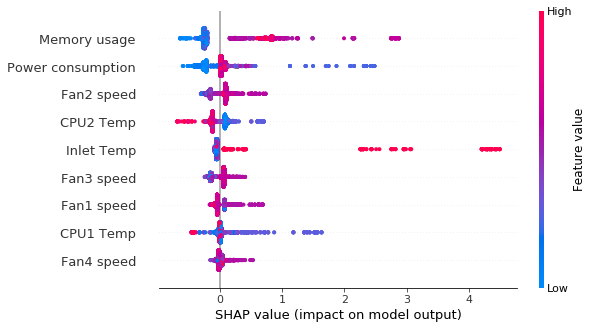 High
Memory usage
Power consumption
Fan2 speed
CPU2 Temp
Inlet Temp
Fan3 speed
Fan1 speed
CPU1 Temp
Fan4 speed
Feature value
Low
0 1 2 3 4
SHAP value (impact on model output)